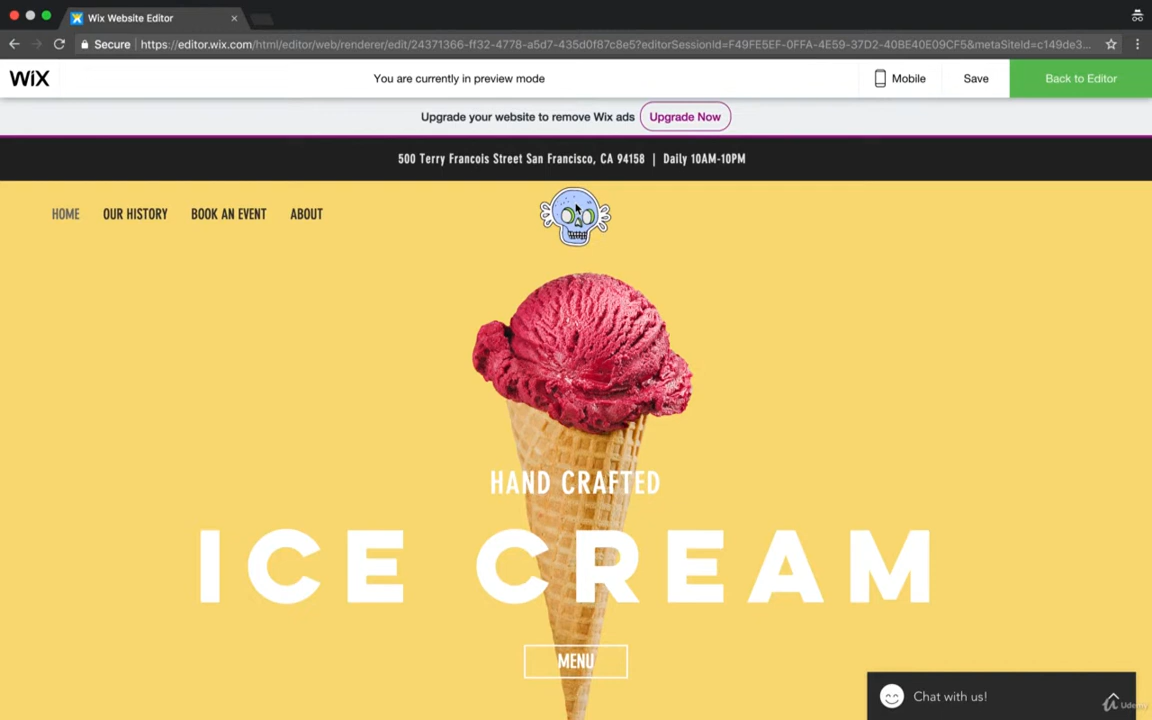 Wix Website Editor
Secure https://editor.wix.com/html/editor/web/renderer/edit/24371366-ff32-4778-a5d7-435d0f87c8e5?editorSessionId=F49FE5EF-0FFA-4E59-37D2-40BE40E09CF5&metaSiteId=c149de3...
WiX You are currently in preview mode Mobile Save Back to Editor
Upgrade your website to remove Wix ads Upgrade Now
500 Terry Francois Street San Francisco, CA 94158 | Daily 10AM-10PM
HOME OUR HISTORY BOOK AN EVENT ABOUT
HAND CRAFTED
ICE CREAM
MENU
Chat with us!
Udemy